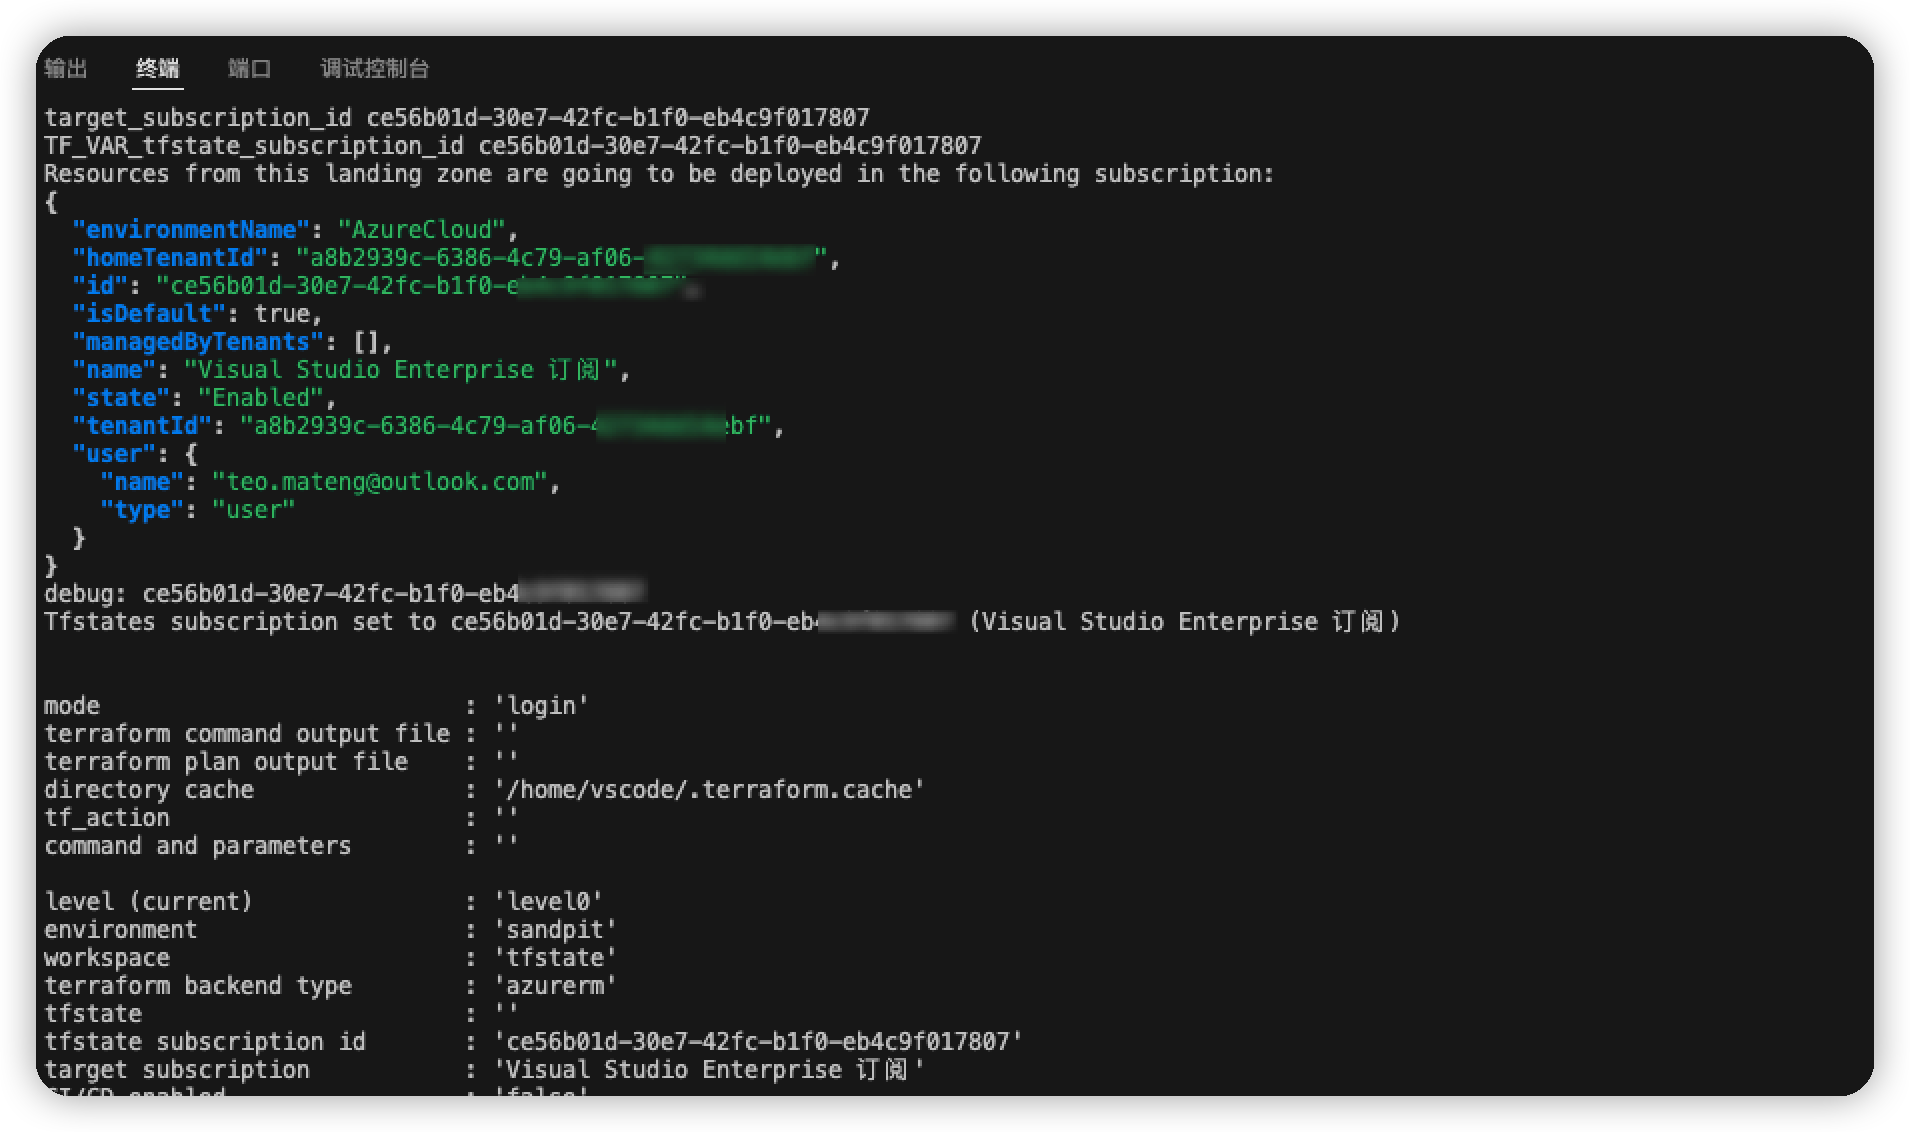 输出 终端 端口 调试控制台
target_subscription_id ce56b01d-30e7-42fc-b1f0-eb4c9f017807
TF_VAR_tfstate_subscription_id ce56b01d-30e7-42fc-b1f0-eb4c9f017807
Resources from this landing zone are going to be deployed in the following subscription:
{
  "environmentName": "AzureCloud",
  "homeTenantId": "a8b2939c-6386-4c79-af06-",
  "id": "ce56b01d-30e7-42fc-b1f0-e
  "isDefault": true,
  "managedByTenants": [],
  "name": "Visual Studio Enterprise 订阅",
  "state": "Enabled",
  "tenantId": "a8b2939c-6386-4c79-af06-4 ebf",
  "user": {
    "name": "teo.mateng@outlook.com",
    "type": "user"
  }
}
debug: ce56b01d-30e7-42fc-b1f0-eb4
Tfstates subscription set to ce56b01d-30e7-42fc-b1f0-eb (Visual Studio Enterprise 订阅)
mode                          : 'login'
terraform command output file : ''
terraform plan output file    : ''
directory cache               : '/home/vscode/.terraform.cache'
tf_action                     : ''
command and parameters        : ''
level (current)               : 'level0'
environment                   : 'sandpit'
workspace                     : 'tfstate'
terraform backend type        : 'azurerm'
tfstate                       : ''
tfstate subscription id       : 'ce56b01d-30e7-42fc-b1f0-eb4c9f017807'
target subscription           : 'Visual Studio Enterprise 订阅'
CI/CD enabled                 : 'false'